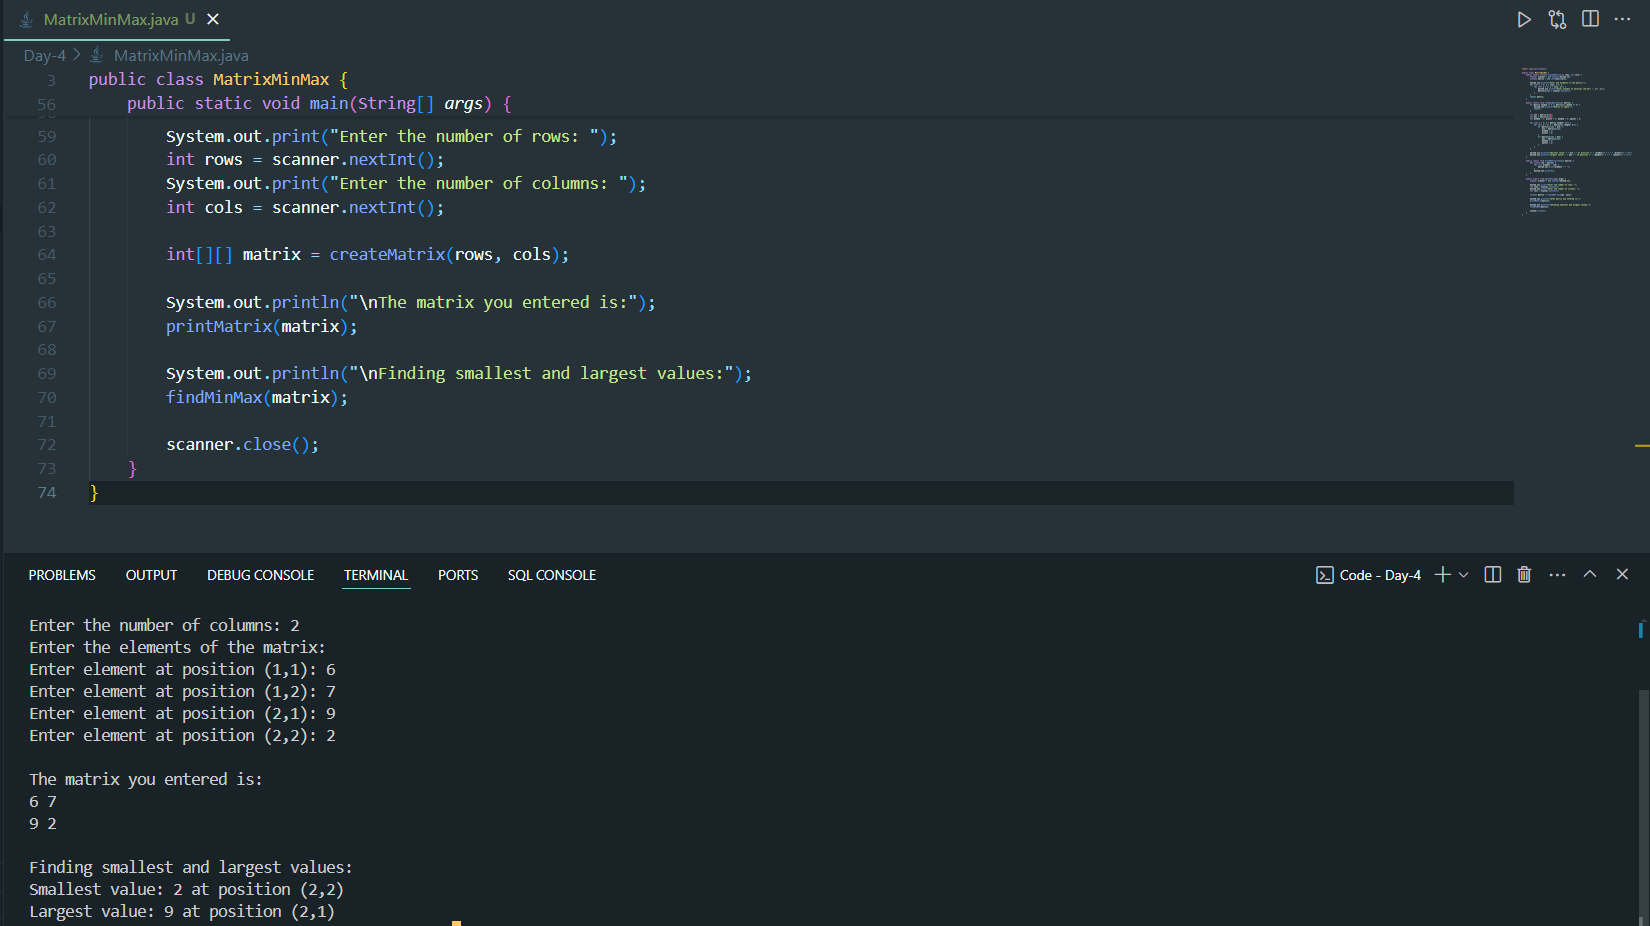 MatrixMinMax.java U
Day-4 > MatrixMinMax.java
3 public class MatrixMinMax {
56 public static void main(String[] args) {
59 System.out.print("Enter the number of rows: ");
60 int rows = scanner.nextInt();
61 System.out.print("Enter the number of columns: ");
62 int cols = scanner.nextInt();
63
64 int[][] matrix = createMatrix(rows, cols);
65
66 System.out.println("\nThe matrix you entered is:");
67 printMatrix(matrix);
68
69 System.out.println("\nFinding smallest and largest values:");
70 findMinMax(matrix);
71
72 scanner.close();
73 }
74 }
PROBLEMS OUTPUT DEBUG CONSOLE TERMINAL PORTS SQL CONSOLE Code - Day-4
Enter the number of columns: 2
Enter the elements of the matrix:
Enter element at position (1,1): 6
Enter element at position (1,2): 7
Enter element at position (2,1): 9
Enter element at position (2,2): 2
The matrix you entered is:
6 7
9 2
Finding smallest and largest values:
Smallest value: 2 at position (2,2)
Largest value: 9 at position (2,1)